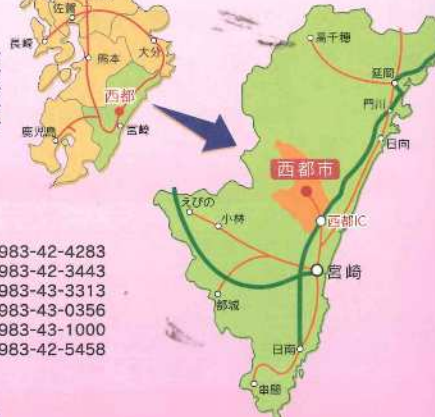 佐賀
長崎
大分
熊本
西都
宮崎
鹿児島
高千穂
延岡
門川
日向
西都市
えびの
西都IC
小林
宮崎
都城
日南
串間
983-42-4283
983-42-3443
983-43-3313
983-43-0356
983-43-1000
983-42-5458